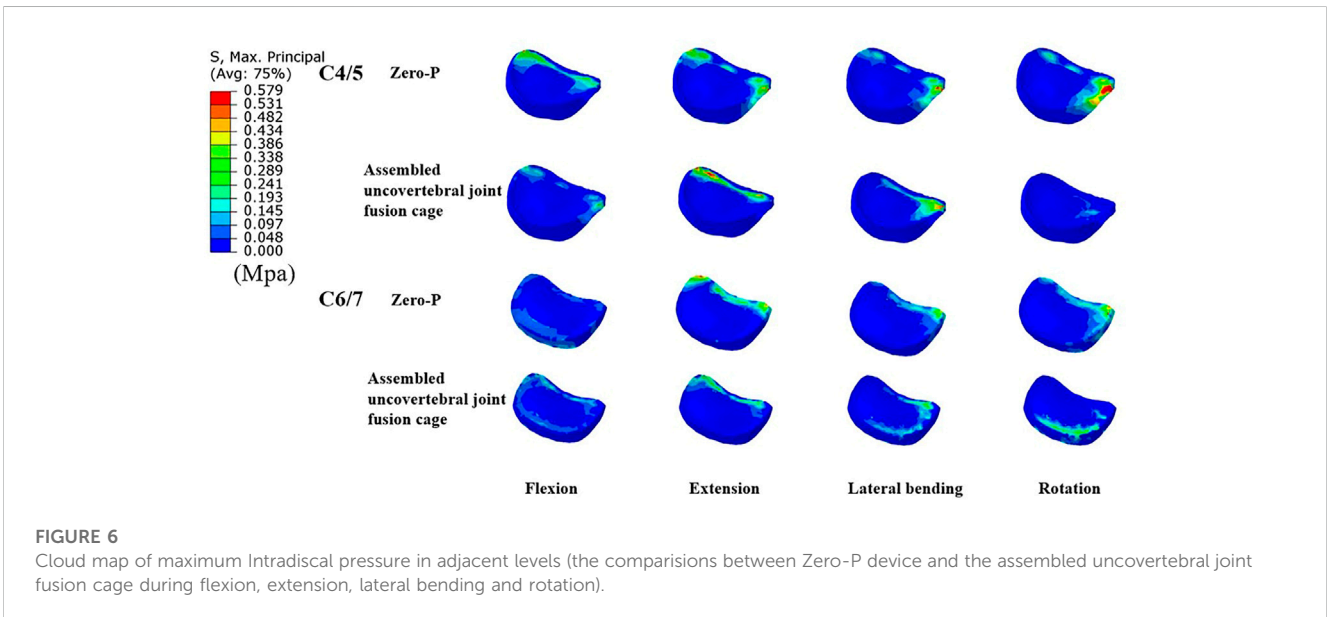 S, Max. Principal
(Avg: 75%)
0.579
0.531
0.482
0.434
0.386
0.338
0.289
0.241
0.193
0.145
0.097
0.048
0.000
(Mpa)
C4/5 Zero-P
Assembled
uncovertebral joint
fusion cage
C6/7 Zero-P
Assembled
uncovertebral joint
fusion cage
Flexion Extension Lateral bending Rotation
FIGURE 6
Cloud map of maximum Intradiscal pressure in adjacent levels (the comparisions between Zero-P device and the assembled uncovertebral joint
fusion cage during flexion, extension, lateral bending and rotation).